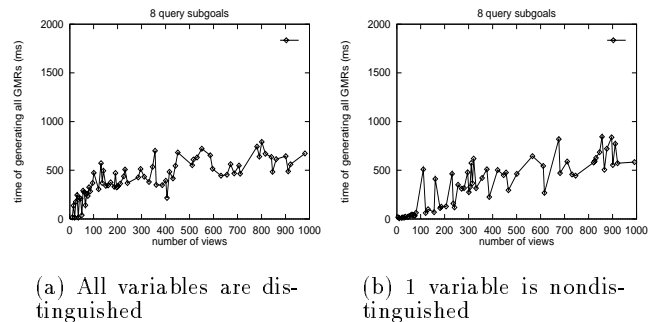 8 query subgoals
2000
1500
1000
500
0
0 100 200 300 400 500 600 700 800 900 1000
time of generating all GMRs (ms)
number of views
(a) All variables are dis-
tinguished
8 query subgoals
2000
1500
1000
500
0
0 100 200 300 400 500 600 700 800 900 1000
time of generating all GMRs (ms)
number of views
(b) 1 variable is nondis-
tinguished